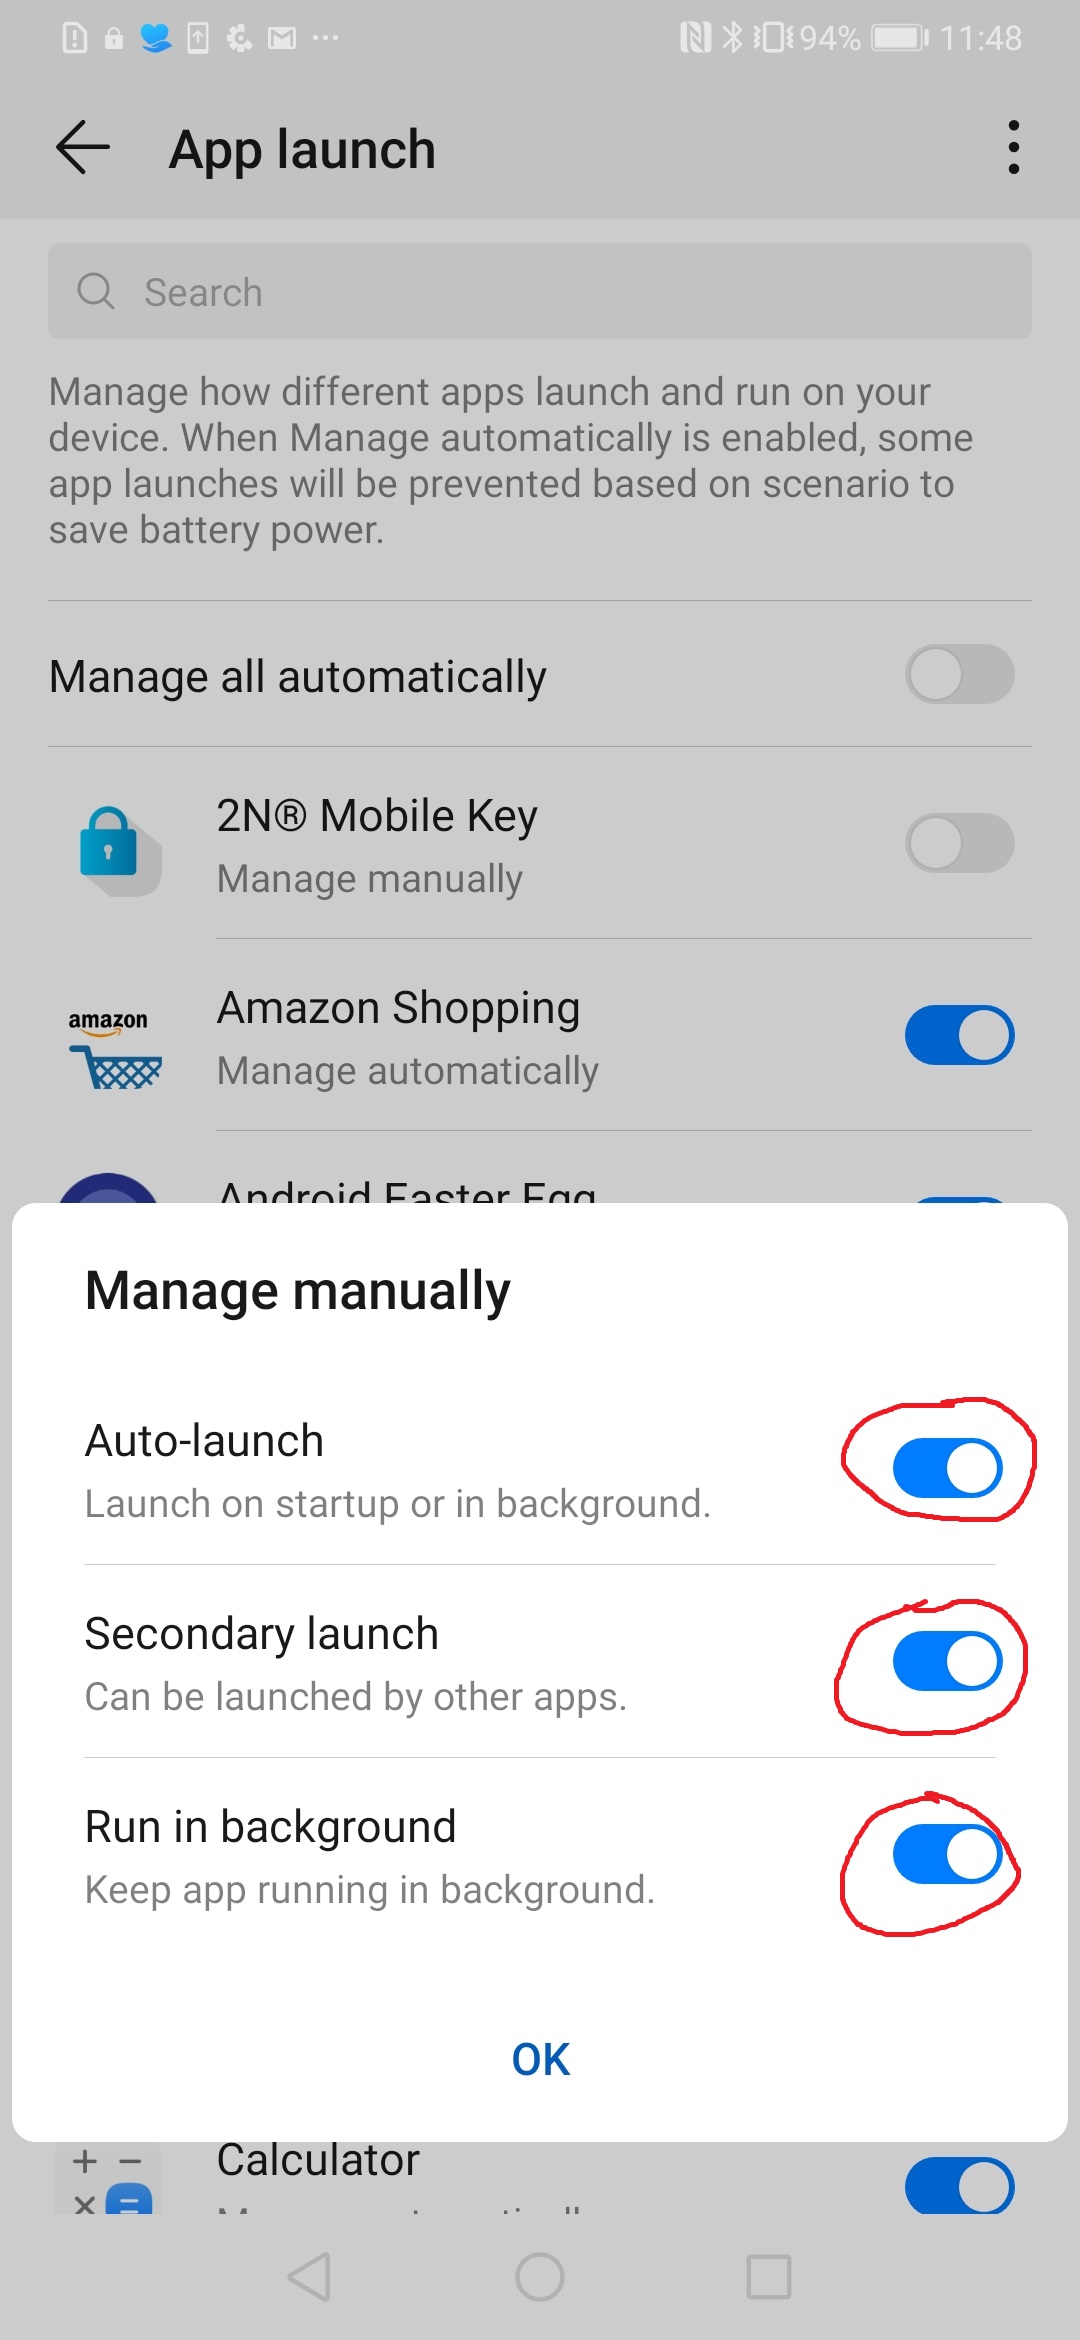 94% 11:48
App launch
Search
Manage how different apps launch and run on your
device. When Manage automatically is enabled, some
app launches will be prevented based on scenario to
save battery power.
Manage all automatically
2N® Mobile Key
Manage manually
amazon
Amazon Shopping
Manage automatically
Android Easter Egg
Manage manually
Auto-launch
Launch on startup or in background.
Secondary launch
Can be launched by other apps.
Run in background
Keep app running in background.
OK
Calculator